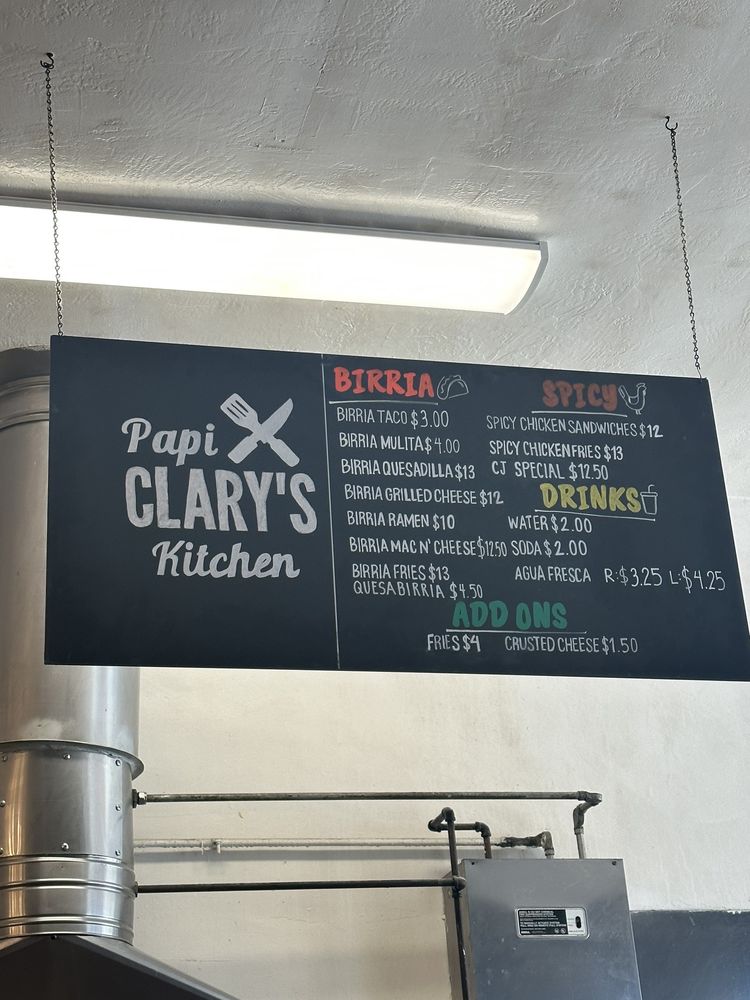 Papi
CLARY'S
Kitchen
BIRRIA
BIRRIA TACO $3.00
BIRRIA MULITA $4.00
BIRRIA QUESADILLA $13
BIRRIA GRILLED CHEESE $12
BIRRIA RAMEN $10
BIRRIA MAC N' CHEESE $12.50
BIRRIA FRIES $13
QUESABIRRIA $4.50
SPICY
SPICY CHICKEN SANDWICHES $12
SPICY CHICKEN FRIES $13
CJ SPECIAL $12.50
DRINKS
WATER $2.00
SODA $2.00
AGUA FRESCA R:$3.25 L:$4.25
ADD ONS
FRIES $4 CRUSTED CHEESE $1.50